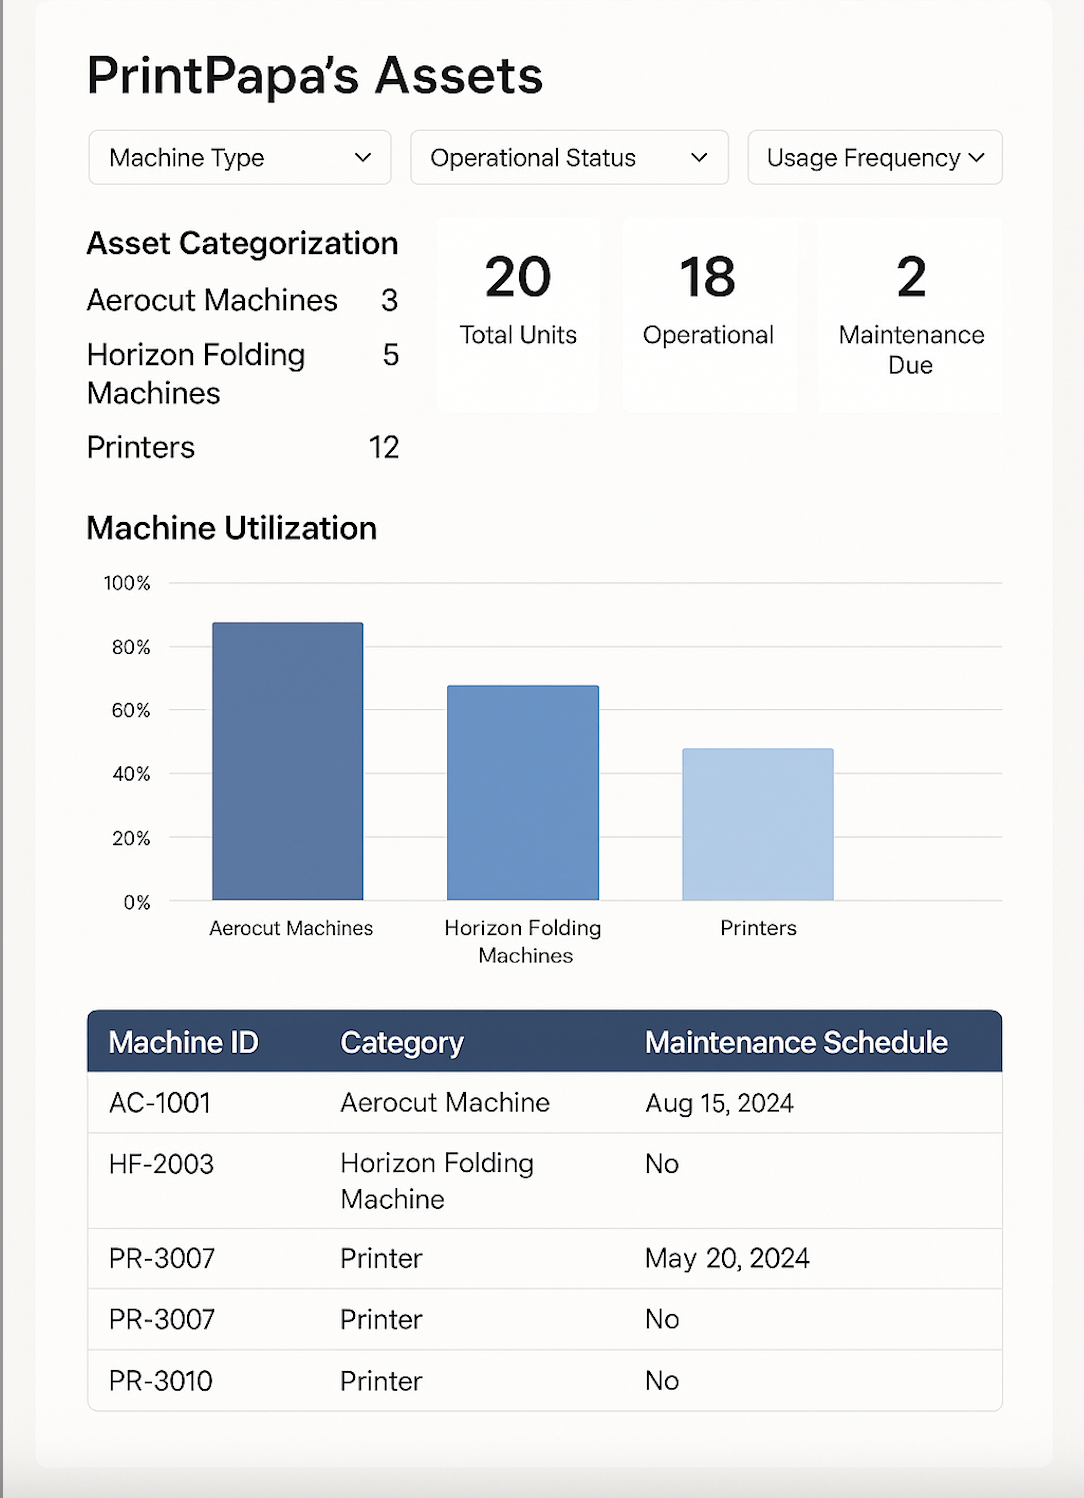 PrintPapa’s Assets
Machine Type
Operational Status
Usage Frequency
Asset Categorization
Aerocut Machines 3
Horizon Folding 5
Machines
Printers 12
20
Total Units
18
Operational
2
Maintenance
Due
Machine Utilization
100%
80%
60%
40%
20%
0%
Aerocut Machines
Horizon Folding
Machines
Printers
Machine ID Category Maintenance Schedule
AC-1001 Aerocut Machine Aug 15, 2024
HF-2003 Horizon Folding No
Machine
PR-3007 Printer May 20, 2024
PR-3007 Printer No
PR-3010 Printer No